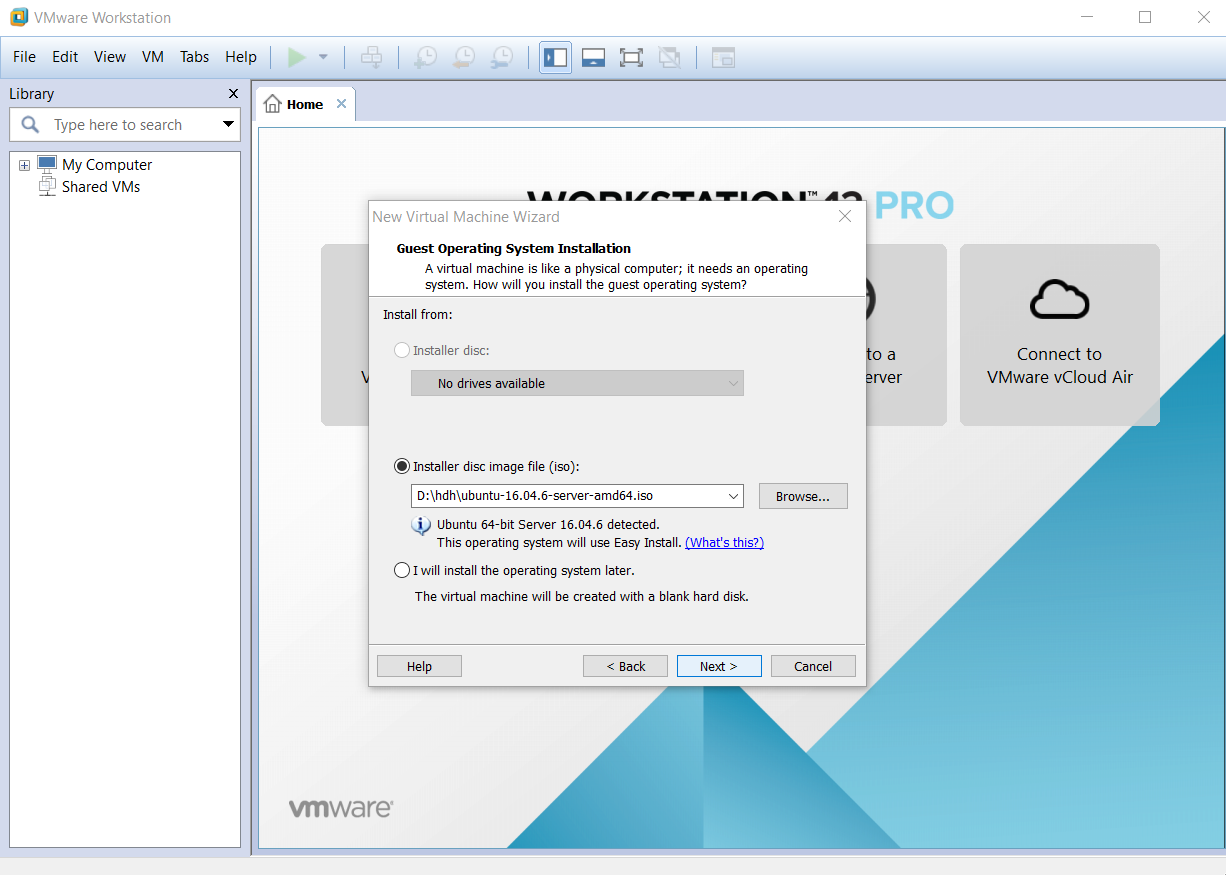 VMware Workstation
File Edit View VM Tabs Help
Library
Type here to search
My Computer
Shared VMs
Home
WORKSTATION™ 12 PRO
New Virtual Machine Wizard
Guest Operating System Installation
A virtual machine is like a physical computer; it needs an operating
system. How will you install the guest operating system?
Install from:
Installer disc:
No drives available
Installer disc image file (iso):
D:\hdh\ubuntu-16.04.6-server-amd64.iso
Browse...
Ubuntu 64-bit Server 16.04.6 detected.
This operating system will use Easy Install. (What's this?)
I will install the operating system later.
The virtual machine will be created with a blank hard disk.
Help
< Back
Next >
Cancel
V
to a
erver
Connect to
VMware vCloud Air
vmware